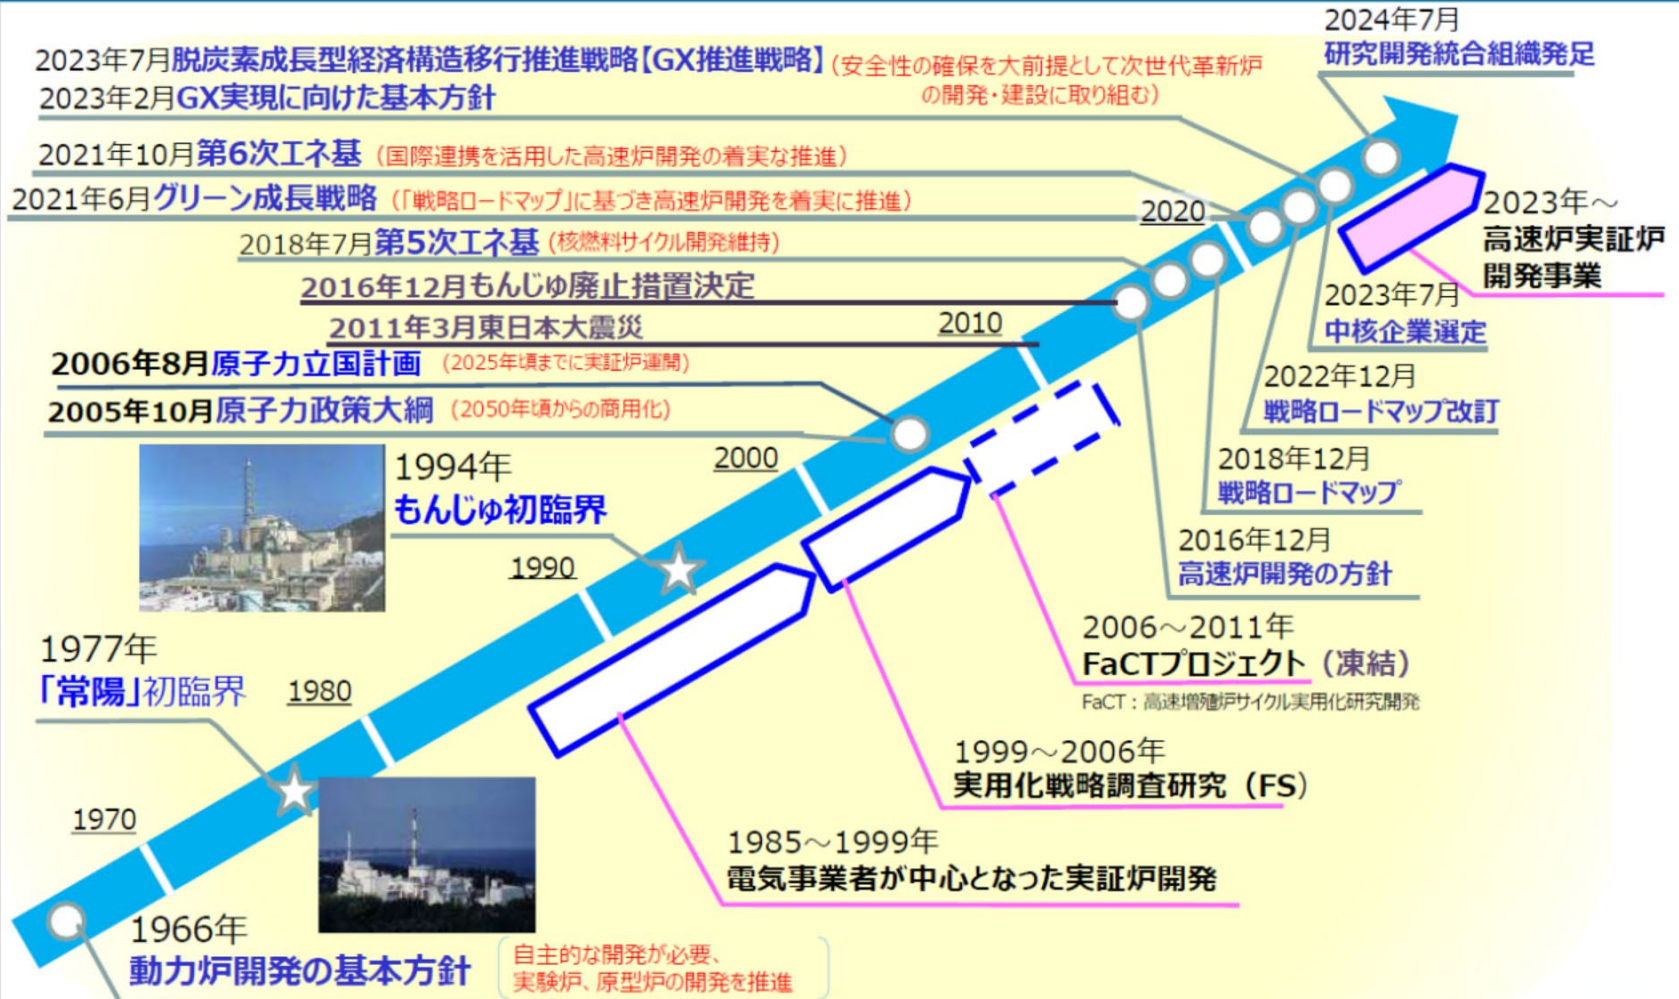 2024年7月
研究開発統合組織発足
2023年7月脱炭素成長型経済構造移行推進戦略【GX推進戦略】(安全性の確保を大前提として次世代革新炉
の開発・建設に取り組む)
2023年2月GX実現に向けた基本方針
2021年10月第6次エネ基 (国際連携を活用した高速炉開発の着実な推進)
2021年6月グリーン成長戦略 (「戦略ロードマップ」に基づき高速炉開発を着実に推進)
2018年7月第5次エネ基 (核燃料サイクル開発維持)
2016年12月もんじゅ廃止措置決定
2011年3月東日本大震災
2006年8月原子力立国計画 (2025年頃までに実証炉運開)
2005年10月原子力政策大綱 (2050年頃からの商用化)
2020
2010
2000
1990
1980
1970
2023年～
高速炉実証炉
開発事業
2023年7月
中核企業選定
2022年12月
戦略ロードマップ改訂
2018年12月
戦略ロードマップ
2016年12月
高速炉開発の方針
1994年
もんじゅ初臨界
1977年
「常陽」初臨界
2006～2011年
FaCTプロジェクト（凍結）
FaCT：高速増殖炉サイクル実用化研究開発
1999～2006年
実用化戦略調査研究（FS）
1985～1999年
電気事業者が中心となった実証炉開発
1966年
動力炉開発の基本方針
自主的な開発が必要、
実験炉、原型炉の開発を推進